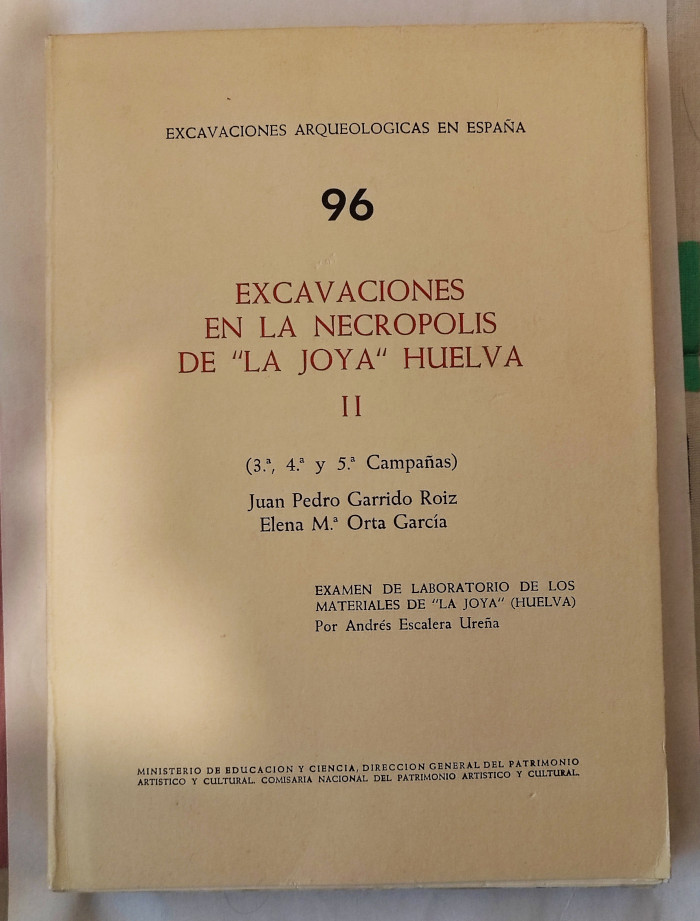 EXCAVACIONES ARQUEOLOGICAS EN ESPAÑA
96
EXCAVACIONES
EN LA NECROPOLIS
DE "LA JOYA" HUELVA
II
(3.ª, 4.ª y 5.ª Campañas)
Juan Pedro Garrido Roiz
Elena M.ª Orta García
EXAMEN DE LABORATORIO DE LOS
MATERIALES DE "LA JOYA" (HUELVA)
Por Andrés Escalera Ureña
MINISTERIO DE EDUCACION Y CIENCIA, DIRECCION GENERAL DEL PATRIMONIO
ARTISTICO Y CULTURAL. COMISARIA NACIONAL DEL PATRIMONIO ARTISTICO Y CULTURAL.